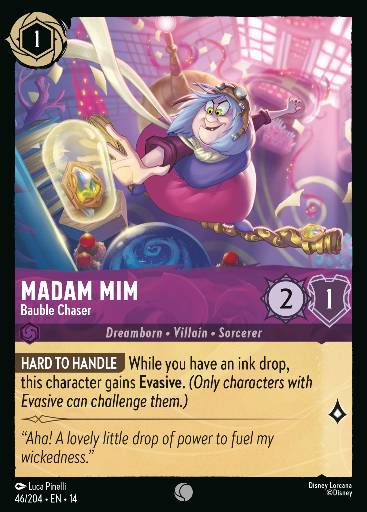 1
MADAM MIM
Bauble Chaser
2
1
Dreamborn • Villain • Sorcerer
HARD TO HANDLE While you have an ink drop,
this character gains Evasive. (Only characters with
Evasive can challenge them.)
“Aha! A lovely little drop of power to fuel my
wickedness.”
Luca Pinelli
46/204 • EN • 14
Disney Lorcana
©Disney